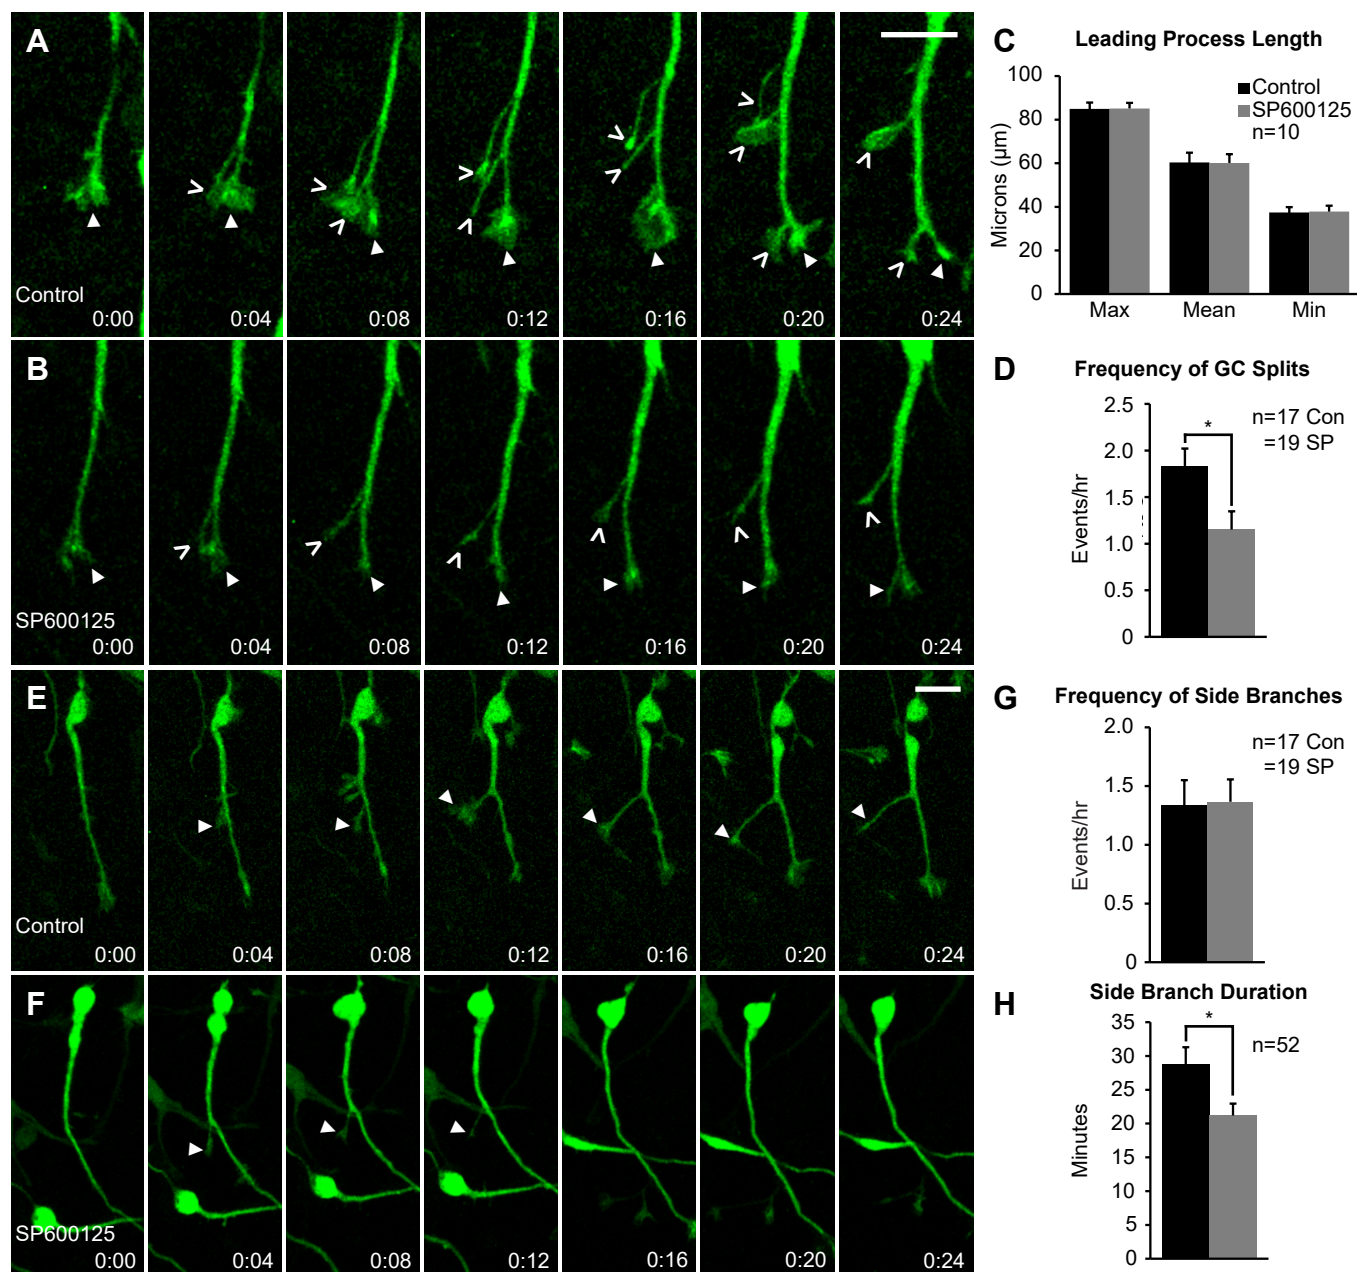 A
Control
0:00
0:04
0:08
0:12
0:16
0:20
0:24
B
SP600125
0:00
0:04
0:08
0:12
0:16
0:20
0:24
E
Control
0:00
0:04
0:08
0:12
0:16
0:20
0:24
F
SP600125
0:00
0:04
0:08
0:12
0:16
0:20
0:24
C
Leading Process Length
Microns (µm)
100
80
60
40
20
0
Control
SP600125
n=10
Max Mean Min
D
Frequency of GC Splits
Events/hr
2.5
2.0
1.5
1.0
0.5
0
*
n=17 Con
=19 SP
G
Frequency of Side Branches
Events/hr
2.0
1.5
1.0
0.5
0
n=17 Con
=19 SP
H
Side Branch Duration
Minutes
35
30
25
20
15
10
5
0
*
n=52